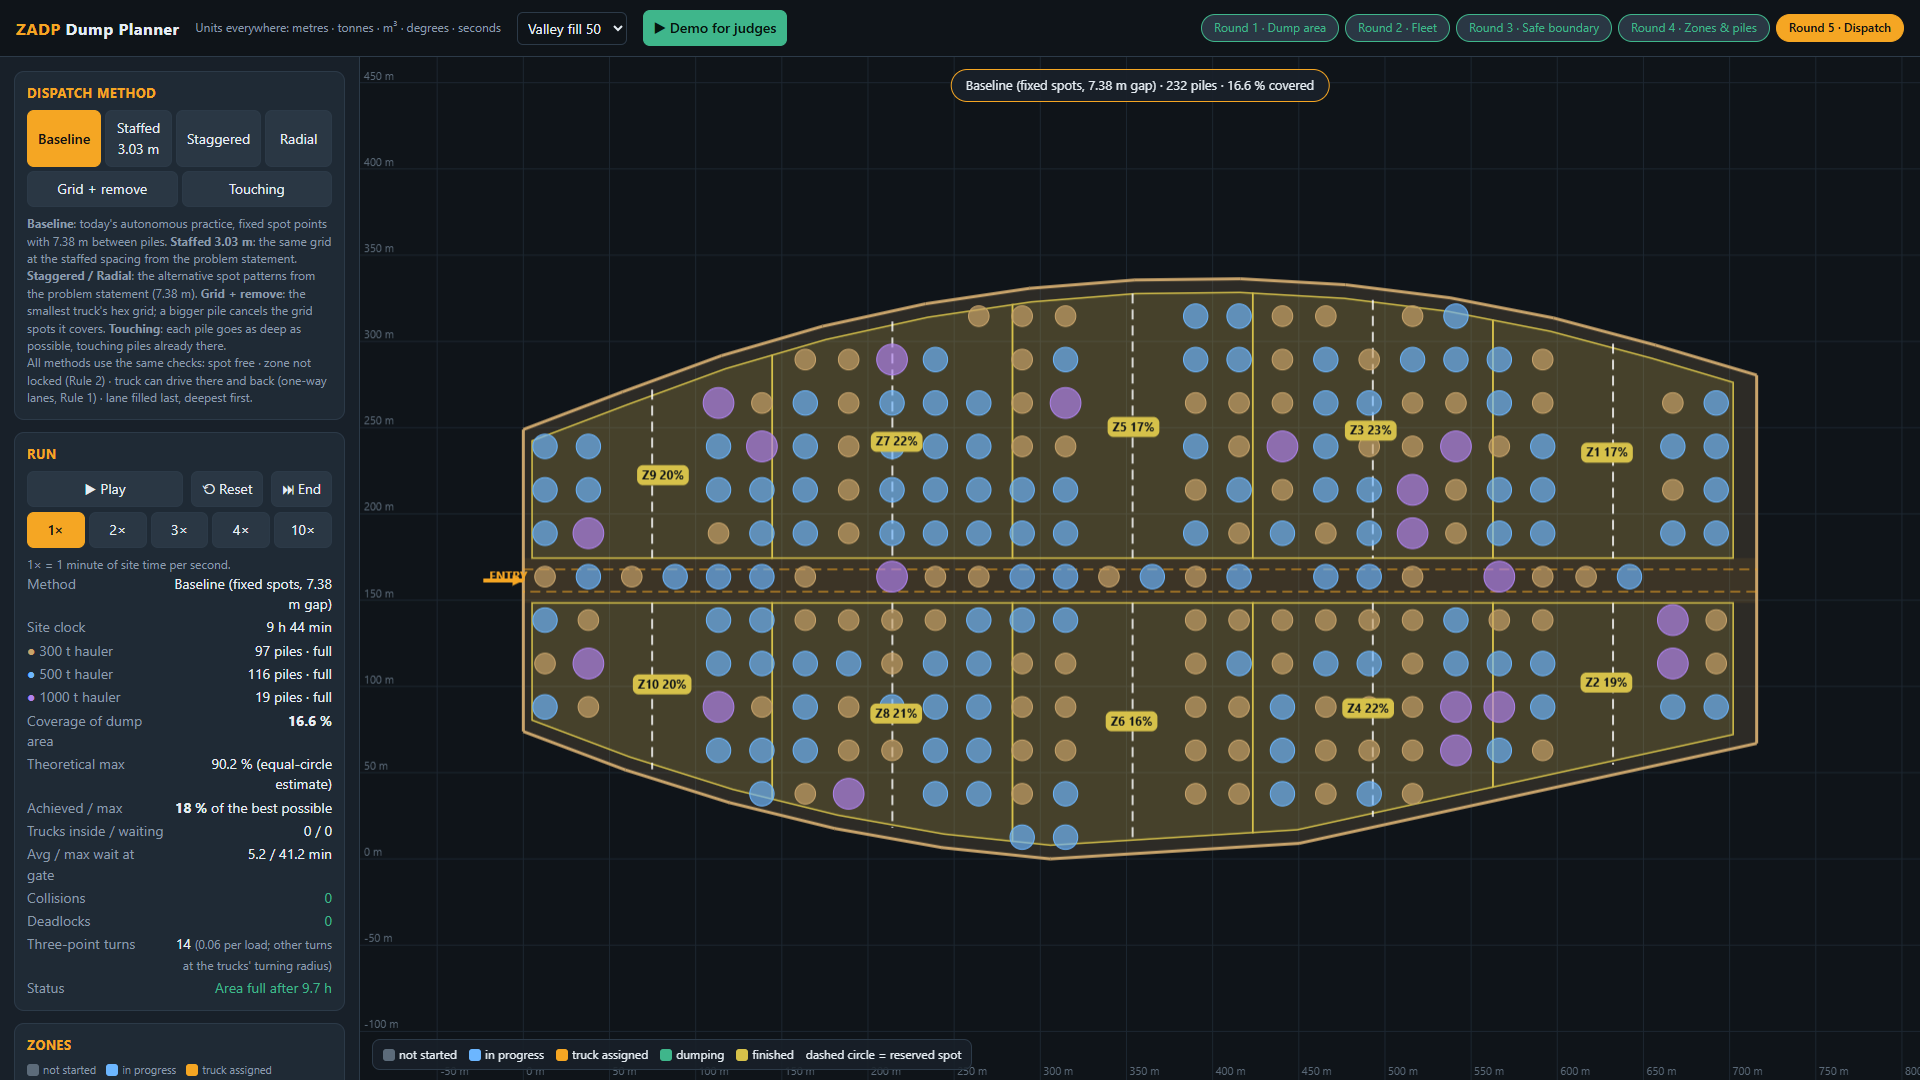 ZADP Dump Planner
Units everywhere: metres · tonnes · m³ · degrees · seconds
Valley fill 50
▶ Demo for judges
Round 1 · Dump area
Round 2 · Fleet
Round 3 · Safe boundary
Round 4 · Zones & piles
Round 5 · Dispatch
DISPATCH METHOD
Baseline
Staffed 3.03 m
Staggered
Radial
Grid + remove
Touching
Baseline: today's autonomous practice, fixed spot points
with 7.38 m between piles. Staffed 3.03 m: the same grid
at the staffed spacing from the problem statement.
Staggered / Radial: the alternative spot patterns from
the problem statement (7.38 m). Grid + remove: the
smallest truck's hex grid; a bigger pile cancels the grid
spots it covers. Touching: each pile goes as deep as
possible, touching piles already there.
All methods use the same checks: spot free · zone not
locked (Rule 2) · truck can drive there and back (one-way
lanes, Rule 1) · lane filled last, deepest first.
RUN
▶ Play
⟲ Reset
⏭ End
1×
2×
3×
4×
10×
1× = 1 minute of site time per second.
Method Baseline (fixed spots, 7.38
m gap)
Site clock 9 h 44 min
● 300 t hauler 97 piles · full
● 500 t hauler 116 piles · full
● 1000 t hauler 19 piles · full
Coverage of dump 16.6 %
area
Theoretical max 90.2 % (equal-circle
estimate)
Achieved / max 18 % of the best possible
Trucks inside / waiting 0 / 0
Avg / max wait at 5.2 / 41.2 min
gate
Collisions 0
Deadlocks 0
Three-point turns 14 (0.06 per load; other turns
at the trucks' turning radius)
Status Area full after 9.7 h
ZONES
not started in progress truck assigned
Baseline (fixed spots, 7.38 m gap) · 232 piles · 16.6 % covered
450 m
400 m
350 m
300 m
250 m
200 m
150 m
100 m
50 m
0 m
-50 m
-100 m
ENTRY
Z9 20%
Z7 22%
Z5 17%
Z3 23%
Z1 17%
Z10 20%
Z8 21%
Z6 16%
Z4 22%
Z2 19%
not started in progress truck assigned dumping finished dashed circle = reserved spot
-50 m 0 m 50 m 100 m 150 m 200 m 250 m 300 m 350 m 400 m 450 m 500 m 550 m 600 m 650 m 700 m 750 m 800